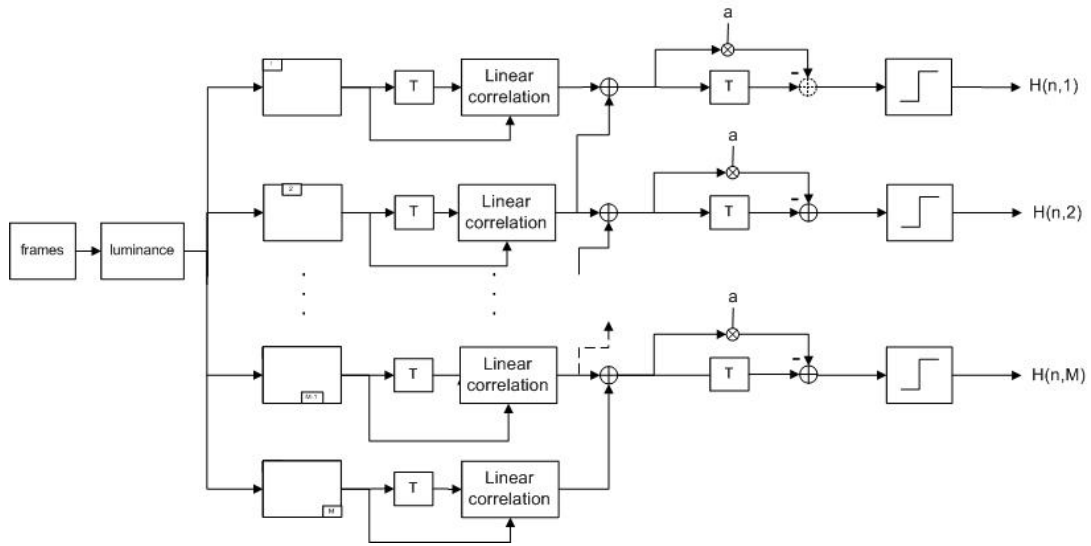 a
1
T
Linear
correlation
T
-
H(n,1)
a
2
T
Linear
correlation
T
-
H(n,2)
frames
luminance
a
M-1
T
Linear
correlation
T
-
H(n,M)
M
T
Linear
correlation